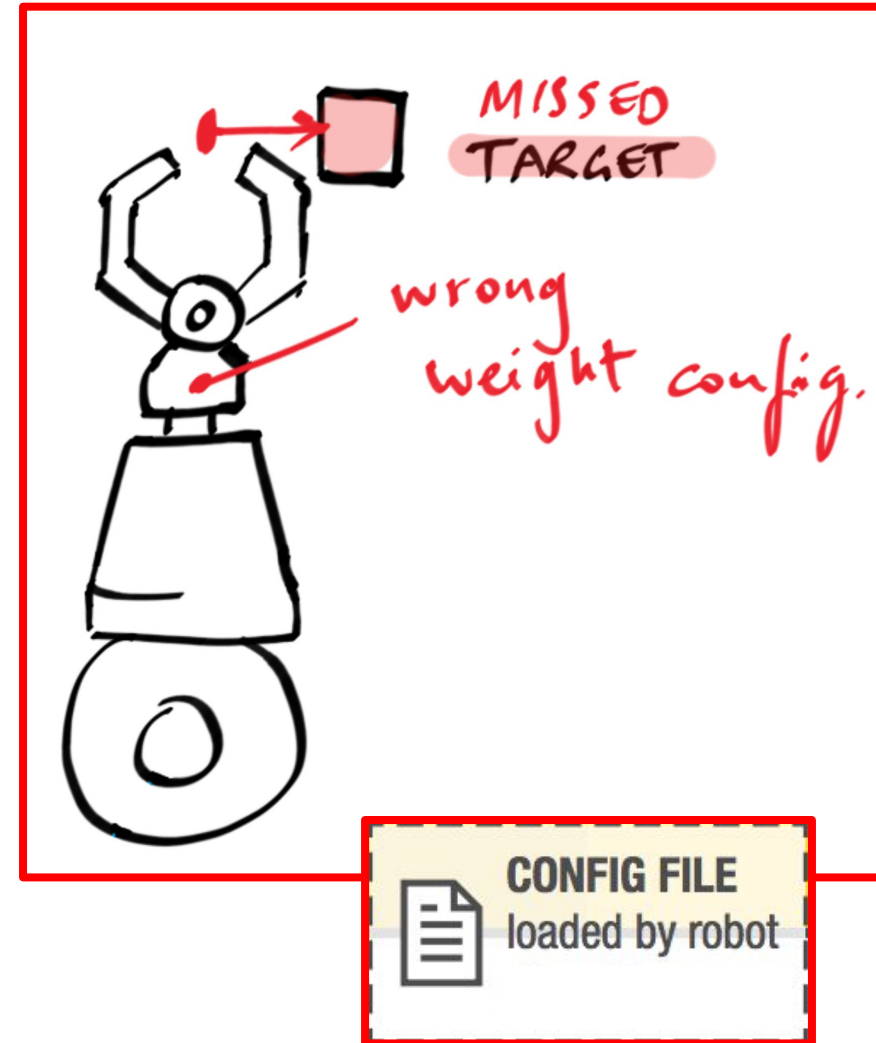 MISSED
TARGET
wrong
weight config.
CONFIG FILE
loaded by robot